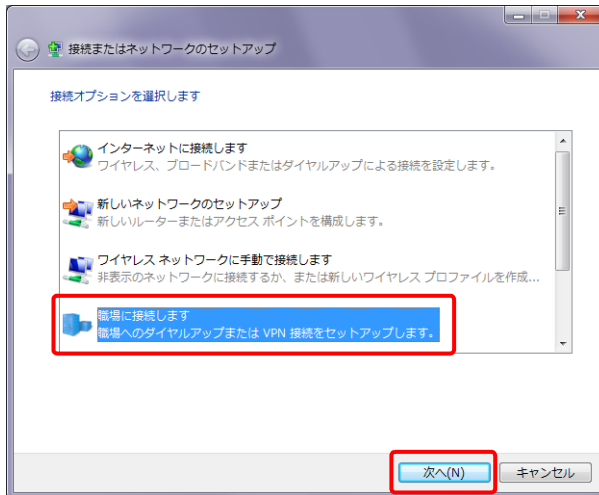 接続またはネットワークのセットアップ
接続オプションを選択します
インターネットに接続します
ワイヤレス、ブロードバンドまたはダイヤルアップによる接続を設定します。
新しいネットワークのセットアップ
新しいルーターまたはアクセス ポイントを構成します。
ワイヤレス ネットワークに手動で接続します
非表示のネットワークに接続するか、または新しいワイヤレス プロファイルを作成...
職場に接続します
職場へのダイヤルアップまたは VPN 接続をセットアップします。
次へ(N)
キャンセル